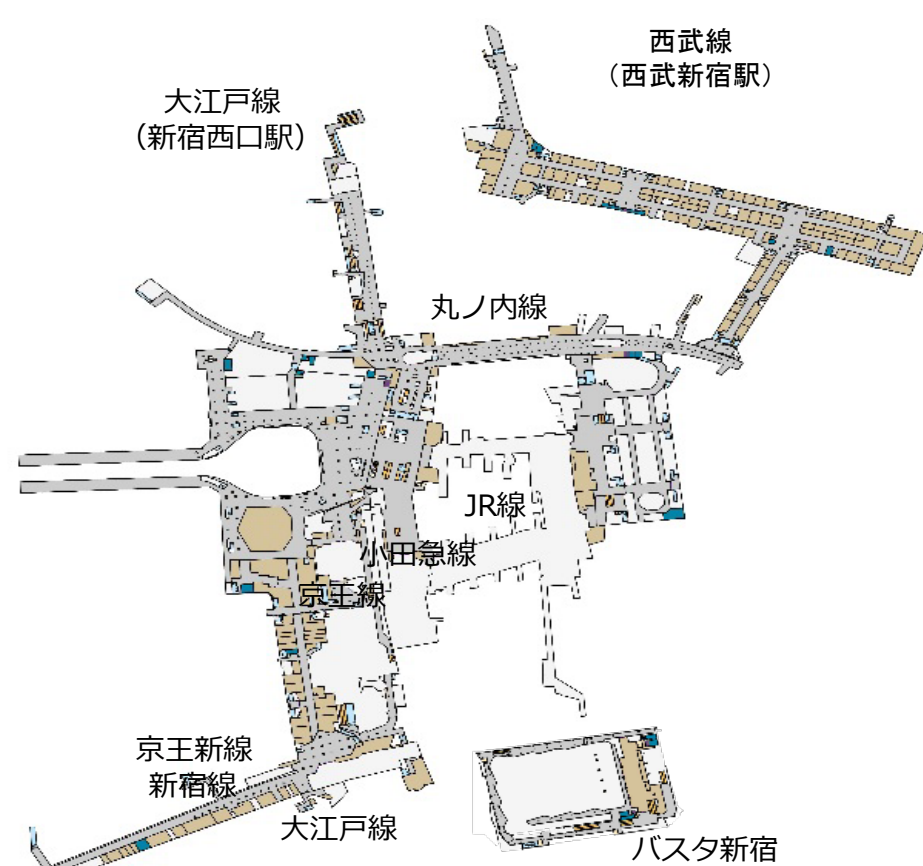 西武線
（西武新宿駅）
大江戸線
（新宿西口駅）
丸ノ内線
JR線
小田急線
京王線
京王新線
新宿線
大江戸線
バスタ新宿